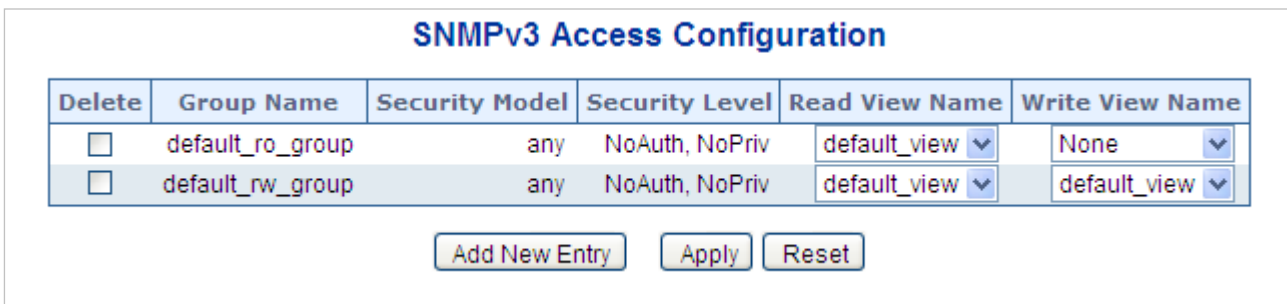 SNMPv3 Access Configuration
Delete Group Name Security Model Security Level Read View Name Write View Name
default_ro_group any NoAuth, NoPriv default_view None
default_rw_group any NoAuth, NoPriv default_view default_view
Add New Entry Apply Reset